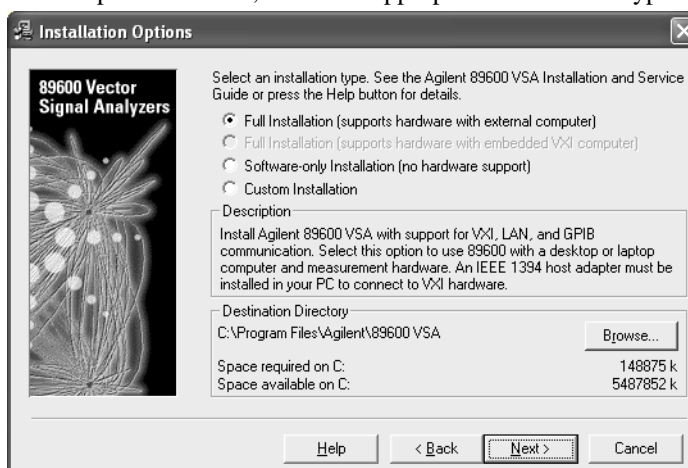 Installation Options
89600 Vector
Signal Analyzers
Select an installation type. See the Agilent 89600 VSA Installation and Service
Guide or press the Help button for details.
Full Installation (supports hardware with external computer)
Full Installation (supports hardware with embedded VXI computer)
Software-only Installation (no hardware support)
Custom Installation
Description
Install Agilent 89600 VSA with support for VXI, LAN, and GPIB
communication. Select this option to use 89600 with a desktop or laptop
computer and measurement hardware. An IEEE 1394 host adapter must be
installed in your PC to connect to VXI hardware.
Destination Directory
C:\Program Files\Agilent\89600 VSA
Browse...
Space required on C: 148875 k
Space available on C: 5487852 k
Help < Back Next > Cancel